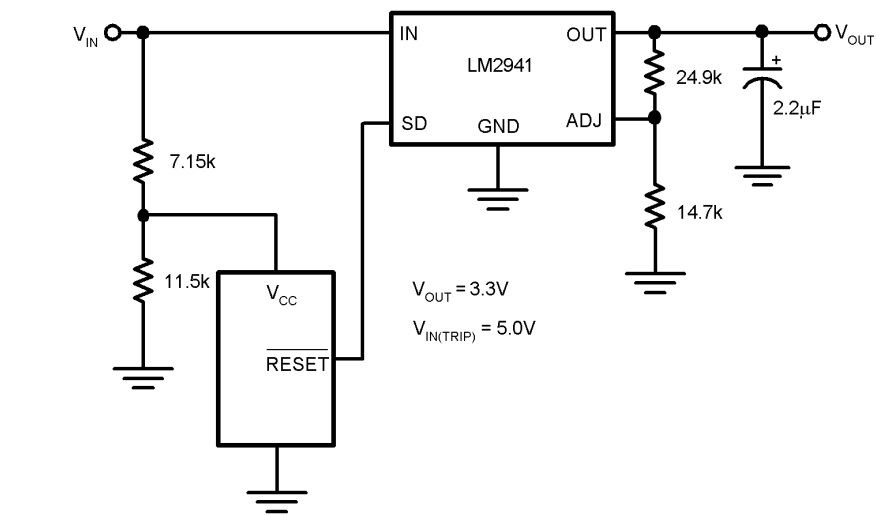 VIN
IN
OUT
VOUT
LM2941
24.9k
2.2µF
SD
GND
ADJ
7.15k
14.7k
11.5k
VCC
VOUT = 3.3V
VIN(TRIP) = 5.0V
RESET
+